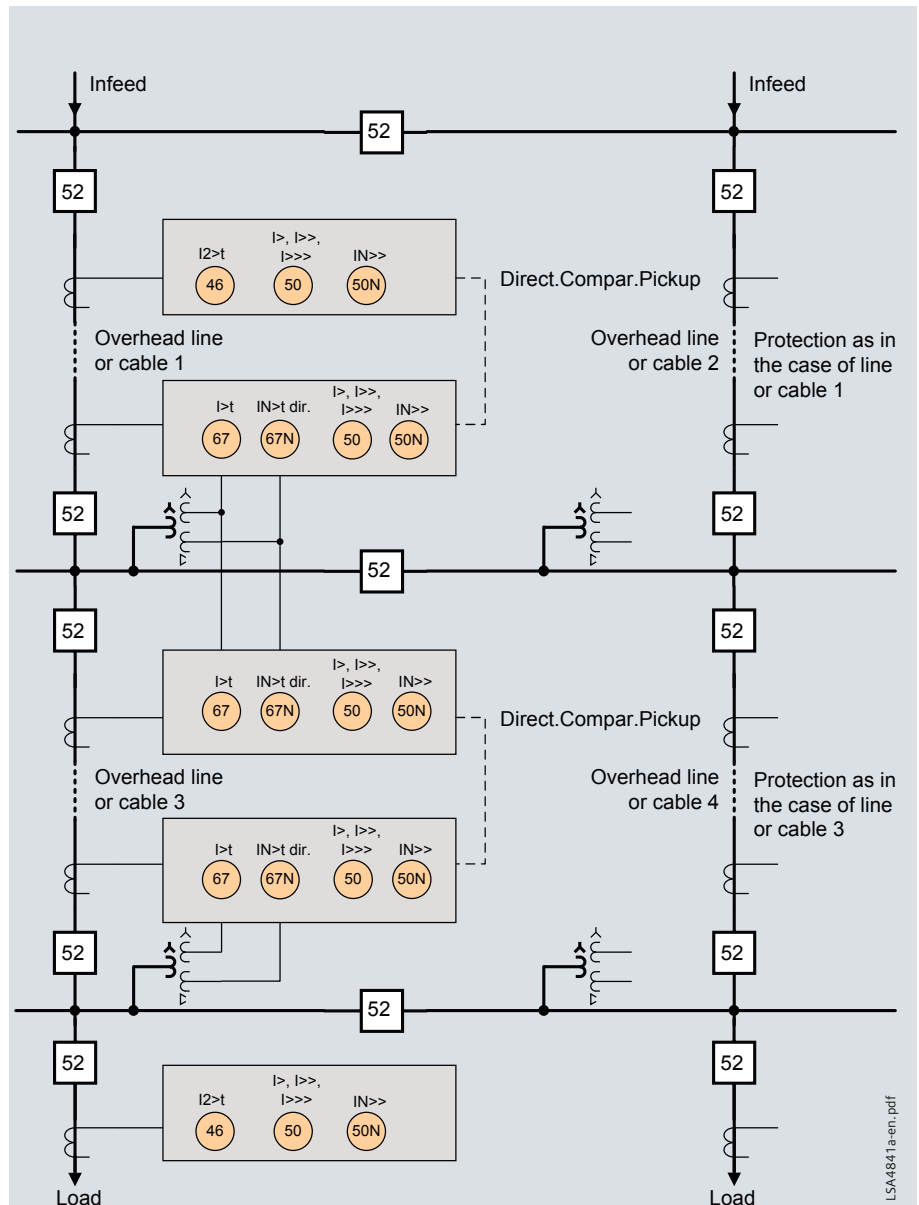 Infeed
Infeed
52
52
52
I2>t
I>, I>>,
I>>>
IN>>
46
50
50N
Direct.Compar.Pickup
Overhead line
or cable 1
Overhead line
or cable 2
Protection as in
the case of line
or cable 1
I>t
IN>t dir.
I>, I>>,
I>>>
IN>>
67
67N
50
50N
52
52
52
52
52
I>t
IN>t dir.
I>, I>>,
I>>>
IN>>
67
67N
50
50N
Direct.Compar.Pickup
Overhead line
or cable 3
Overhead line
or cable 4
Protection as in
the case of line
or cable 3
I>t
IN>t dir.
I>, I>>,
I>>>
IN>>
67
67N
50
50N
52
52
52
52
52
I2>t
I>, I>>,
I>>>
IN>>
46
50
50N
Load
Load
LSA4841a-en.pdf